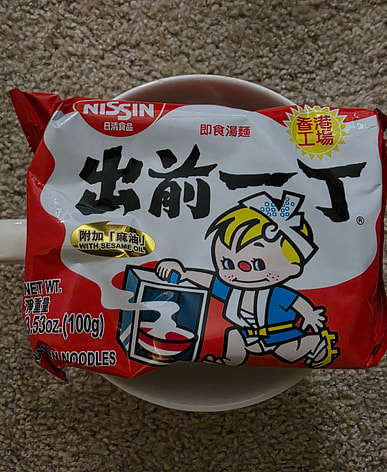 NISSIN
日清食品
即食湯麵
香港
工場
出前一丁
®
附加「麻油」
WITH SESAME OIL
NET WT.
淨重量
3.53oz.(100g)
NOODLES